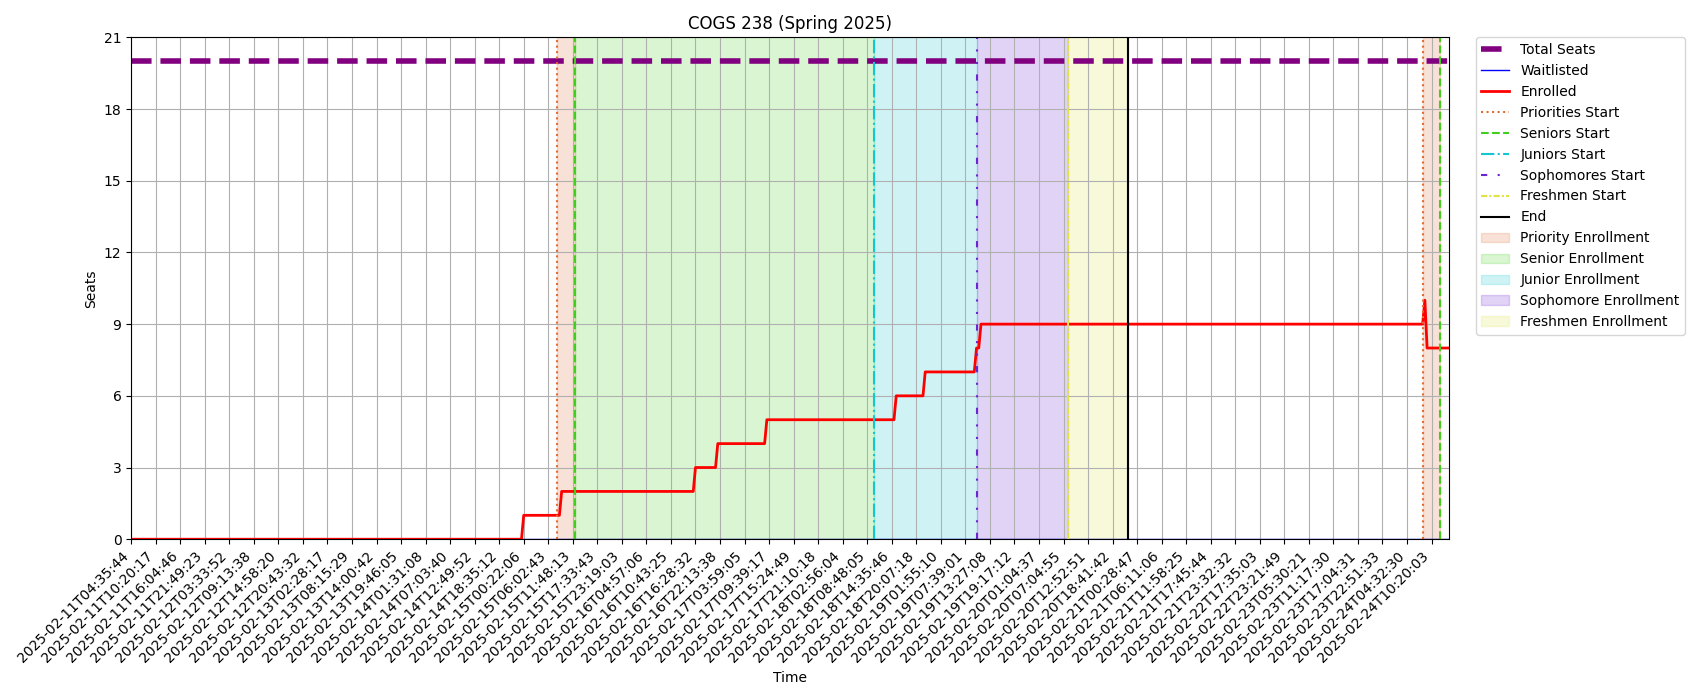 COGS 238 (Spring 2025)
21
18
15
12
9
6
3
0
Seats
2025-02-11T04:35:44
2025-02-11T10:20:17
2025-02-11T16:04:46
2025-02-11T21:49:23
2025-02-12T03:33:52
2025-02-12T09:13:38
2025-02-12T14:58:20
2025-02-12T20:43:32
2025-02-13T02:28:17
2025-02-13T08:15:29
2025-02-13T14:00:42
2025-02-13T19:46:05
2025-02-14T01:31:08
2025-02-14T07:03:40
2025-02-14T12:49:52
2025-02-14T18:35:12
2025-02-15T00:22:06
2025-02-15T06:02:43
2025-02-15T11:48:13
2025-02-15T17:33:43
2025-02-15T23:19:03
2025-02-16T04:57:06
2025-02-16T10:43:25
2025-02-16T16:28:32
2025-02-16T22:13:38
2025-02-17T03:59:05
2025-02-17T09:39:17
2025-02-17T15:24:49
2025-02-17T21:10:18
2025-02-18T02:56:04
2025-02-18T08:48:05
2025-02-18T14:35:46
2025-02-18T20:07:18
2025-02-19T01:55:10
2025-02-19T07:39:01
2025-02-19T13:27:08
2025-02-19T19:17:12
2025-02-20T01:04:37
2025-02-20T07:04:55
2025-02-20T12:52:51
2025-02-20T18:41:42
2025-02-21T00:28:47
2025-02-21T06:11:06
2025-02-21T11:58:25
2025-02-21T17:45:44
2025-02-21T23:32:32
2025-02-22T17:35:03
2025-02-22T23:21:49
2025-02-23T05:30:21
2025-02-23T11:17:30
2025-02-23T17:04:31
2025-02-23T22:51:33
2025-02-24T04:32:30
2025-02-24T10:20:03
Time
Total Seats
Waitlisted
Enrolled
Priorities Start
Seniors Start
Juniors Start
Sophomores Start
Freshmen Start
End
Priority Enrollment
Senior Enrollment
Junior Enrollment
Sophomore Enrollment
Freshmen Enrollment